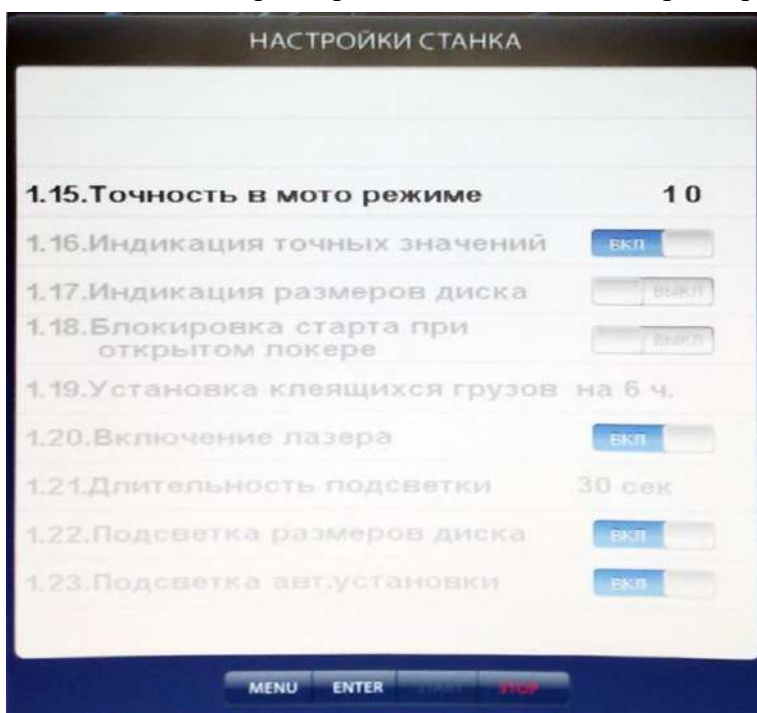 НАСТРОЙКИ СТАНКА
1.15.Точность в мото режиме 10
1.16.Индикация точных значений ВКЛ
1.17.Индикация размеров диска ВЫКЛ
1.18.Блокировка старта при
открытом покере ВЫКЛ
1.19.Установка клеящихся грузов на 6 ч.
1.20.Включение лазера ВКЛ
1.21.Длительность подсветки 30 сек
1.22.Подсветка размеров диска ВКЛ
1.23.Подсветка авт.установки ВКЛ
MENU ENTER START STOP